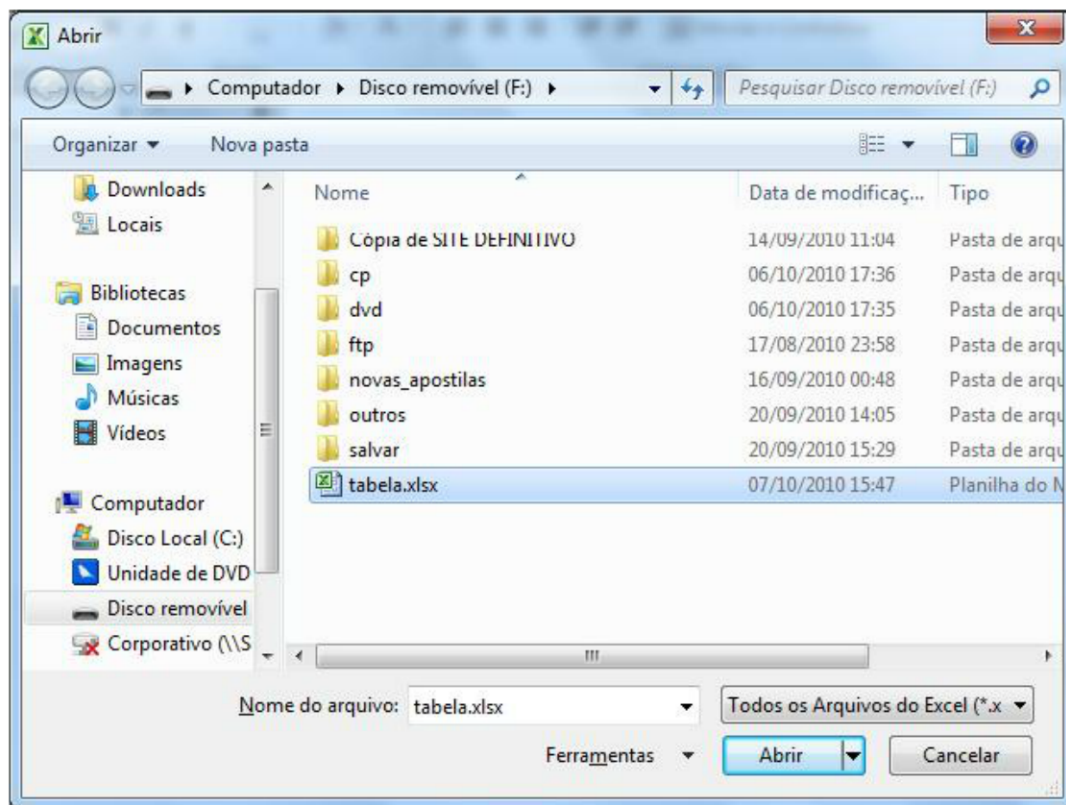 Abrir
Computador Disco removível (F:) Pesquisar Disco removível (F:)
Organizar Nova pasta
Downloads
Locais
Bibliotecas
Documentos
Imagens
Músicas
Vídeos
Computador
Disco Local (C:)
Unidade de DVD
Disco removível
Corporativo (\\S
Nome Data de modificaç... Tipo
Cópia de SITE DEFINITIVO 14/09/2010 11:04 Pasta de arqu
cp 06/10/2010 17:36 Pasta de arqu
dvd 06/10/2010 17:35 Pasta de arqu
ftp 17/08/2010 23:58 Pasta de arqu
novas_apostilas 16/09/2010 00:48 Pasta de arqu
outros 20/09/2010 14:05 Pasta de arqu
salvar 20/09/2010 15:29 Pasta de arqu
tabela.xlsx 07/10/2010 15:47 Planilha do M
Nome do arquivo: tabela.xlsx Todos os Arquivos do Excel (*.x
Ferramentas Abrir Cancelar